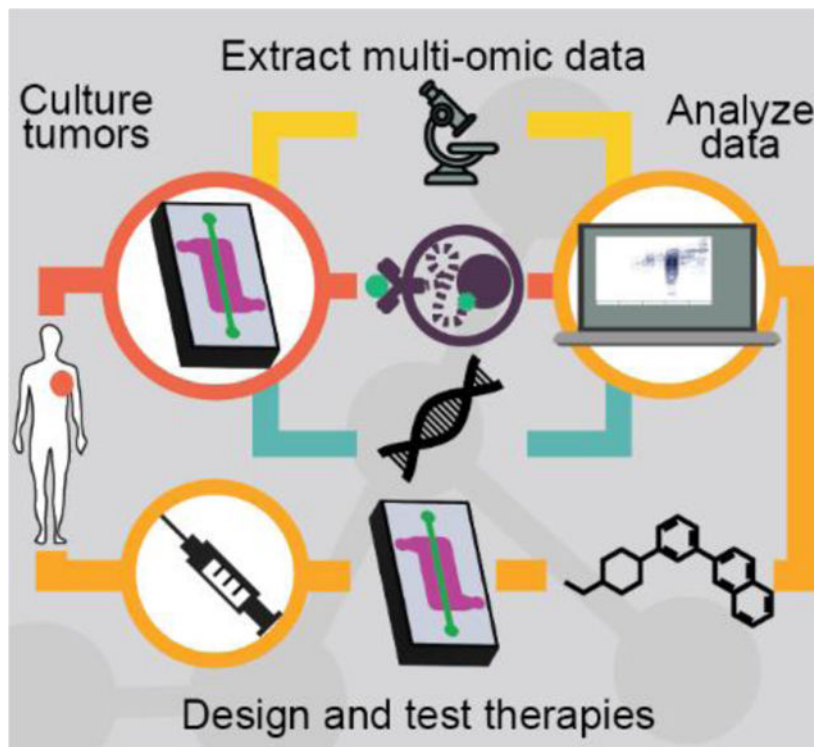 Extract multi-omic data
Culture
tumors
Analyze
data
Design and test therapies